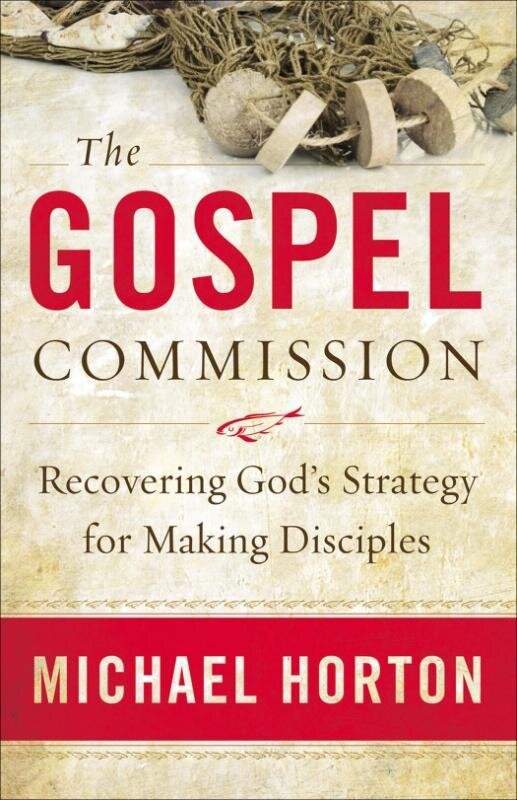 The
GOSPEL
COMMISSION
Recovering God's Strategy
for Making Disciples
MICHAEL HORTON